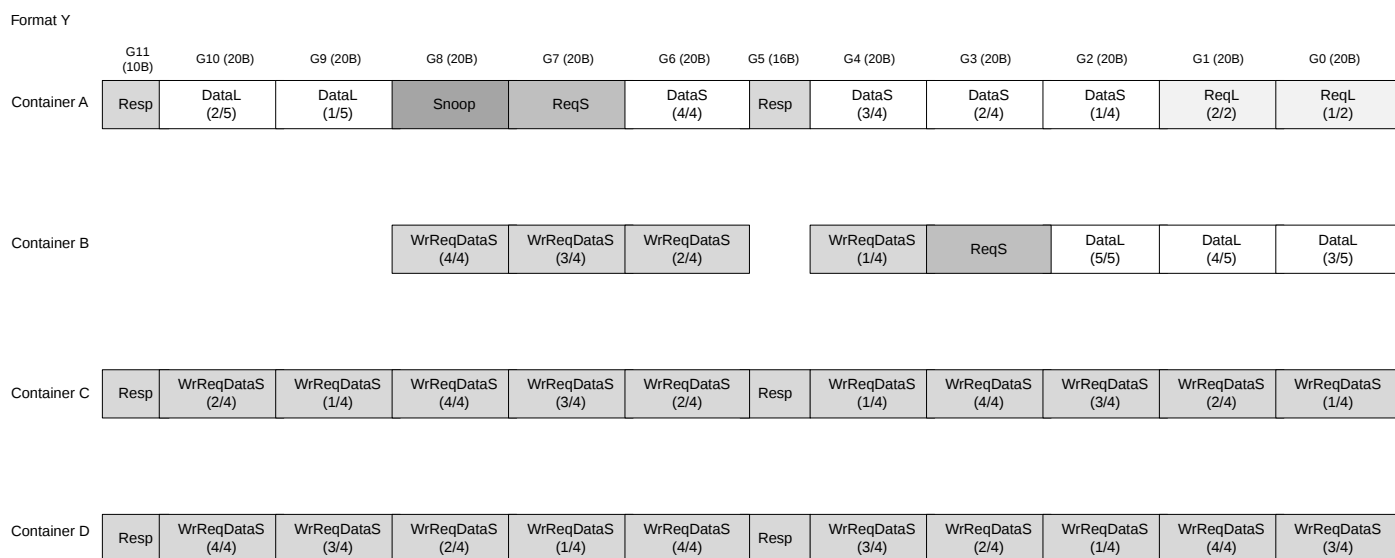 Format Y
G11
(10B)
G10 (20B)
G9 (20B)
G8 (20B)
G7 (20B)
G6 (20B)
G5 (16B)
G4 (20B)
G3 (20B)
G2 (20B)
G1 (20B)
G0 (20B)
Container A
Resp
DataL
(2/5)
DataL
(1/5)
Snoop
ReqS
DataS
(4/4)
Resp
DataS
(3/4)
DataS
(2/4)
DataS
(1/4)
ReqL
(2/2)
ReqL
(1/2)
Container B
WrReqDataS
(4/4)
WrReqDataS
(3/4)
WrReqDataS
(2/4)
WrReqDataS
(1/4)
ReqS
DataL
(5/5)
DataL
(4/5)
DataL
(3/5)
Container C
Resp
WrReqDataS
(2/4)
WrReqDataS
(1/4)
WrReqDataS
(4/4)
WrReqDataS
(3/4)
WrReqDataS
(2/4)
Resp
WrReqDataS
(1/4)
WrReqDataS
(4/4)
WrReqDataS
(3/4)
WrReqDataS
(2/4)
WrReqDataS
(1/4)
Container D
Resp
WrReqDataS
(4/4)
WrReqDataS
(3/4)
WrReqDataS
(2/4)
WrReqDataS
(1/4)
WrReqDataS
(4/4)
Resp
WrReqDataS
(3/4)
WrReqDataS
(2/4)
WrReqDataS
(1/4)
WrReqDataS
(4/4)
WrReqDataS
(3/4)